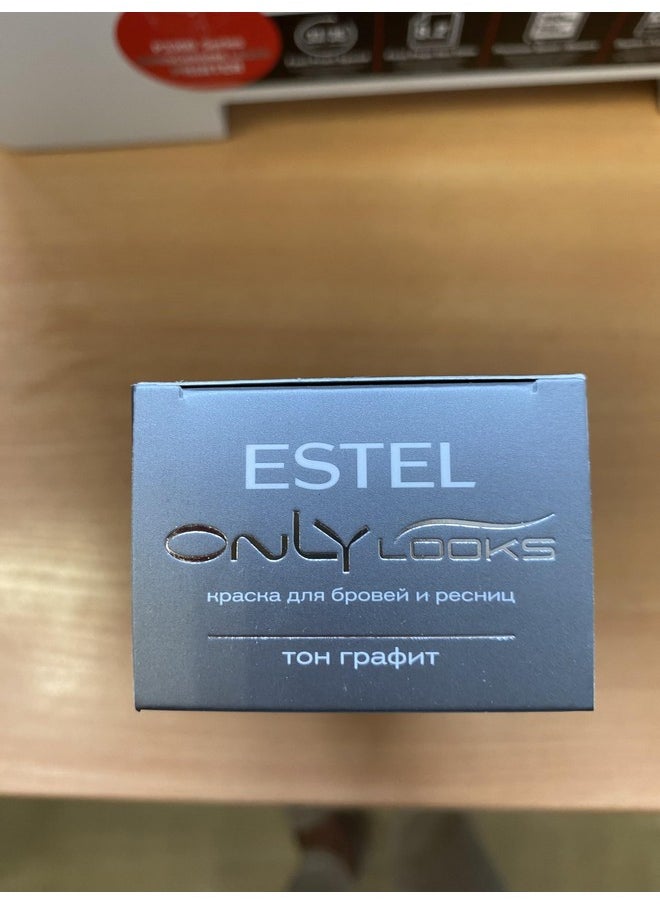 ESTEL
ONLY LOOKS
краска для бровей и ресниц
тон графит